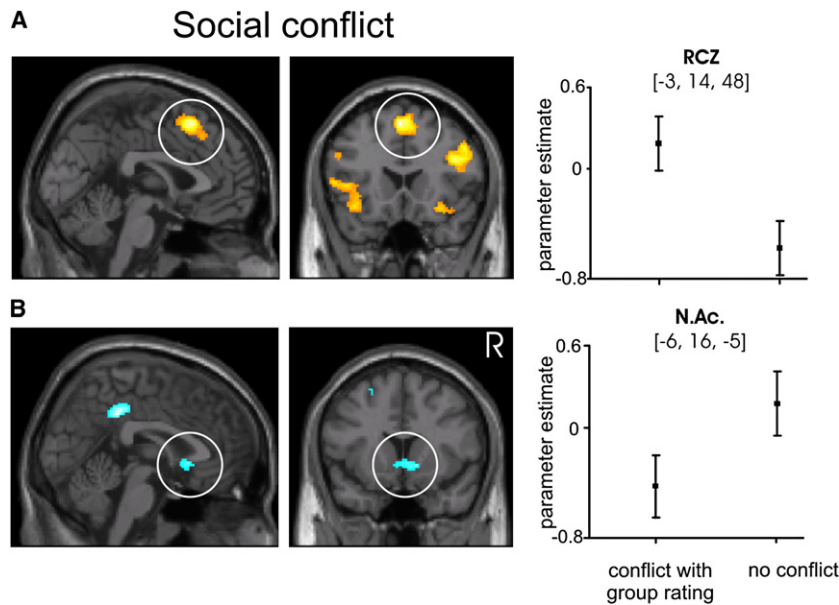 A
Social conflict
RCZ
[-3, 14, 48]
0.6
0
-0.8
parameter estimate
B
R
N.Ac.
[-6, 16, -5]
0.6
0
-0.8
parameter estimate
conflict with
group rating
no conflict